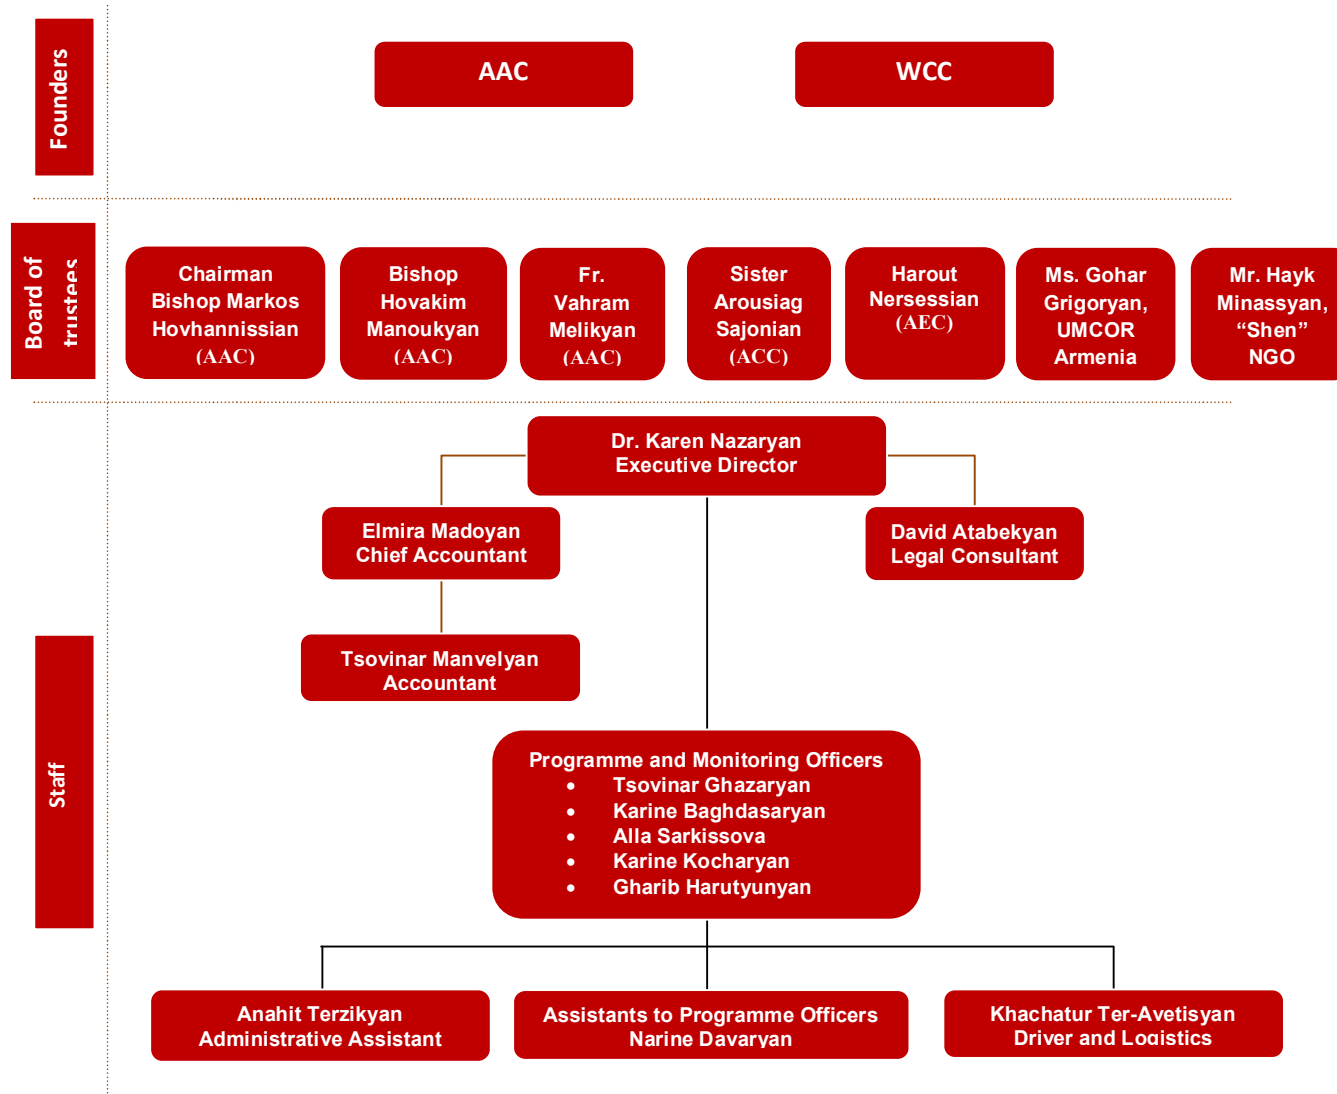 Founders
AAC
WCC
Board of
trustees
Chairman
Bishop Markos
Hovhannissian
(AAC)
Bishop
Hovakim
Manoukyan
(AAC)
Fr.
Vahram
Melikyan
(AAC)
Sister
Arousiag
Sajonian
(ACC)
Harout
Nersessian
(AEC)
Ms. Gohar
Grigoryan,
UMCOR
Armenia
Mr. Hayk
Minassyan,
“Shen”
NGO
Staff
Dr. Karen Nazaryan
Executive Director
Elmira Madoyan
Chief Accountant
David Atabekyan
Legal Consultant
Tsovinar Manvelyan
Accountant
Programme and Monitoring Officers
• Tsovinar Ghazaryan
• Karine Baghdasaryan
• Alla Sarkissova
• Karine Kocharyan
• Gharib Harutyunyan
Anahit Terzikyan
Administrative Assistant
Assistants to Programme Officers
Narine Davaryan
Khachatur Ter-Avetisyan
Driver and Logistics